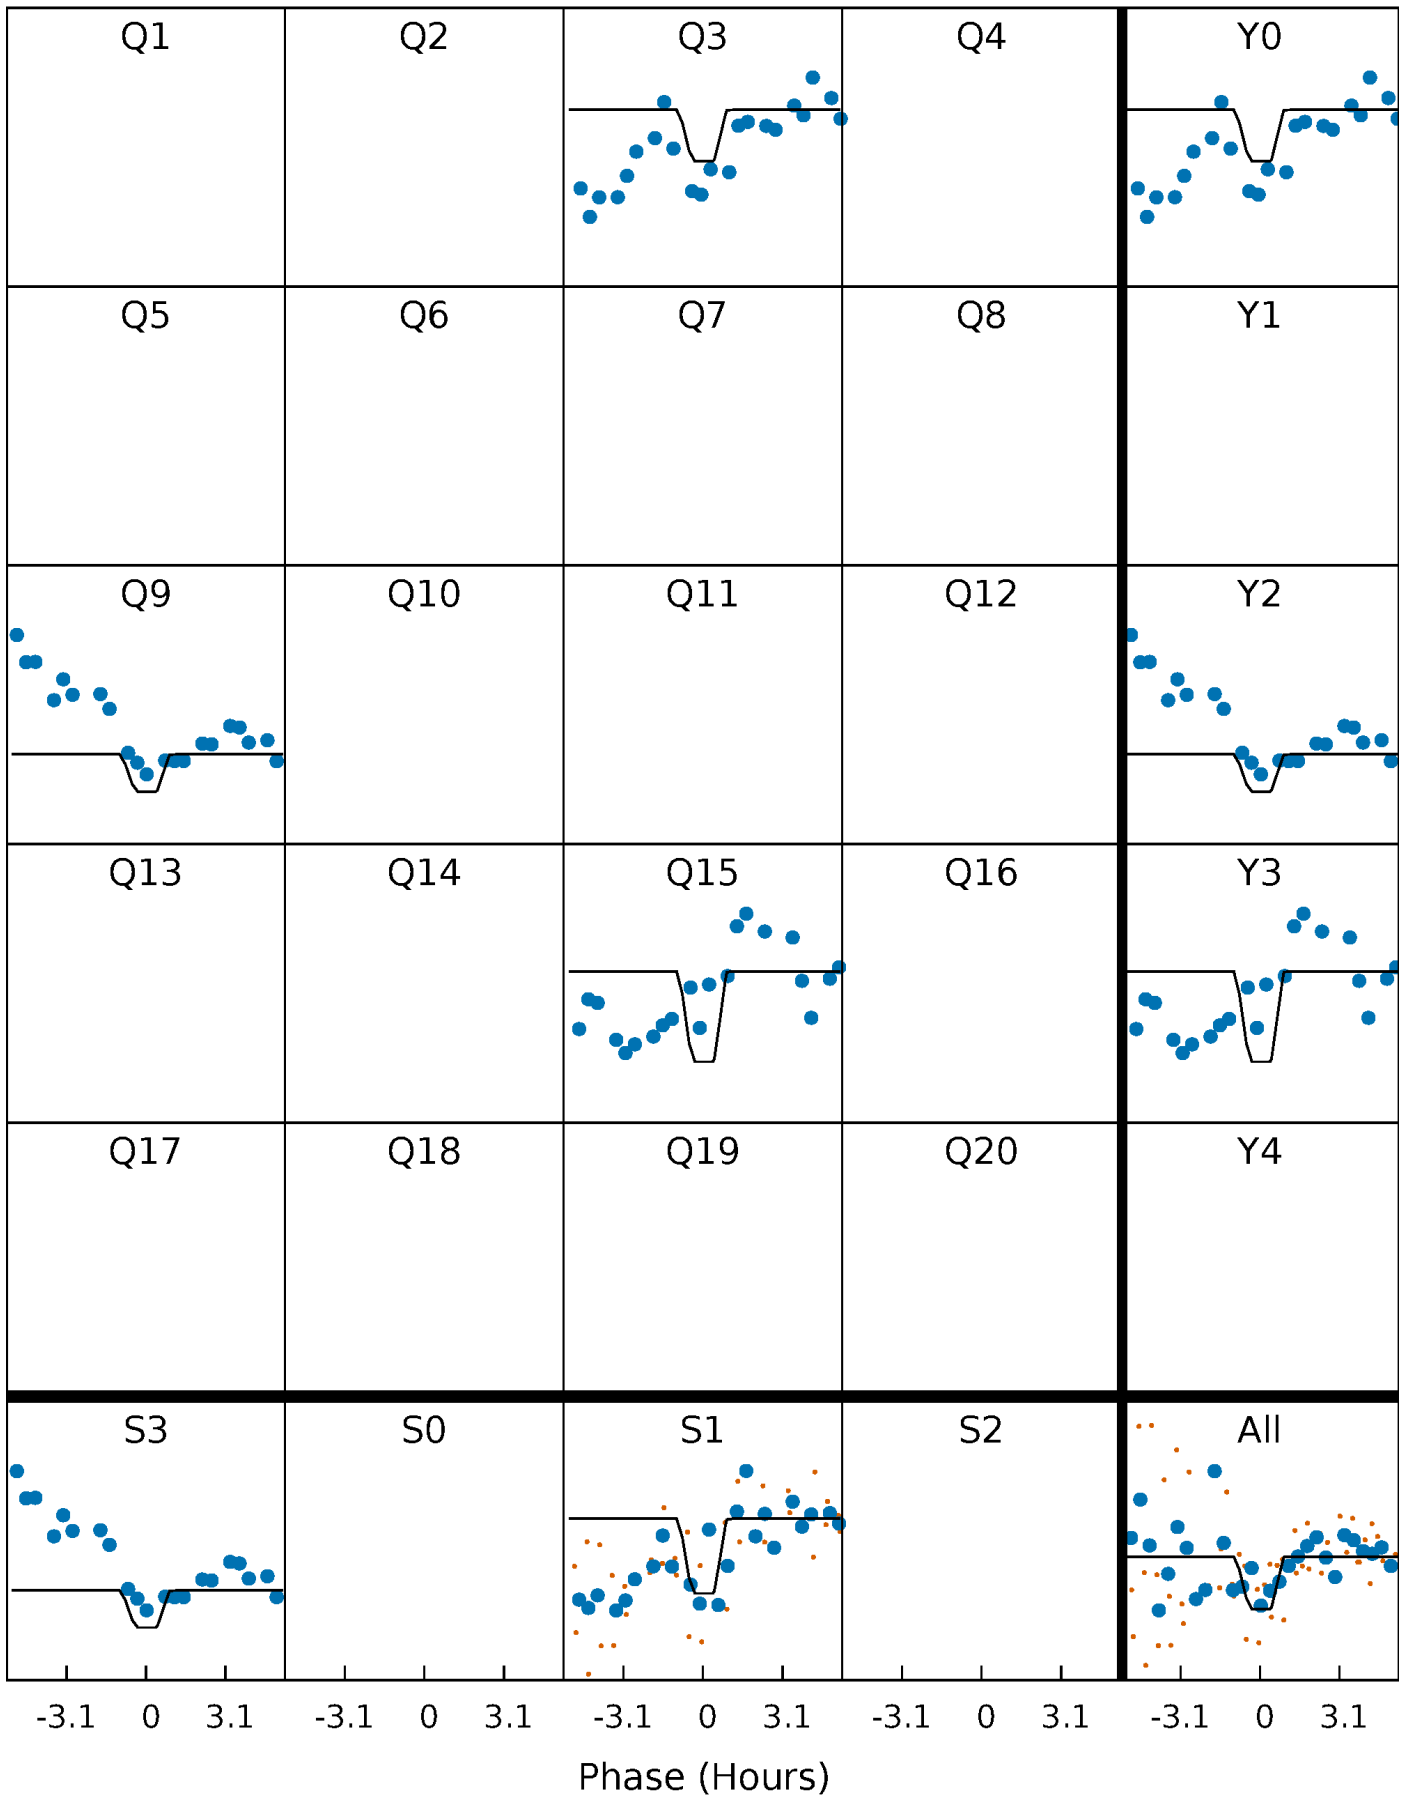 Q1 Q2 Q3 Q4 Y0
Q5 Q6 Q7 Q8 Y1
Q9 Q10 Q11 Q12 Y2
Q13 Q14 Q15 Q16 Y3
Q17 Q18 Q19 Q20 Y4
S3 S0 S1 S2 All
-3.1 0 3.1 -3.1 0 3.1 -3.1 0 3.1 -3.1 0 3.1 -3.1 0 3.1
Phase (Hours)